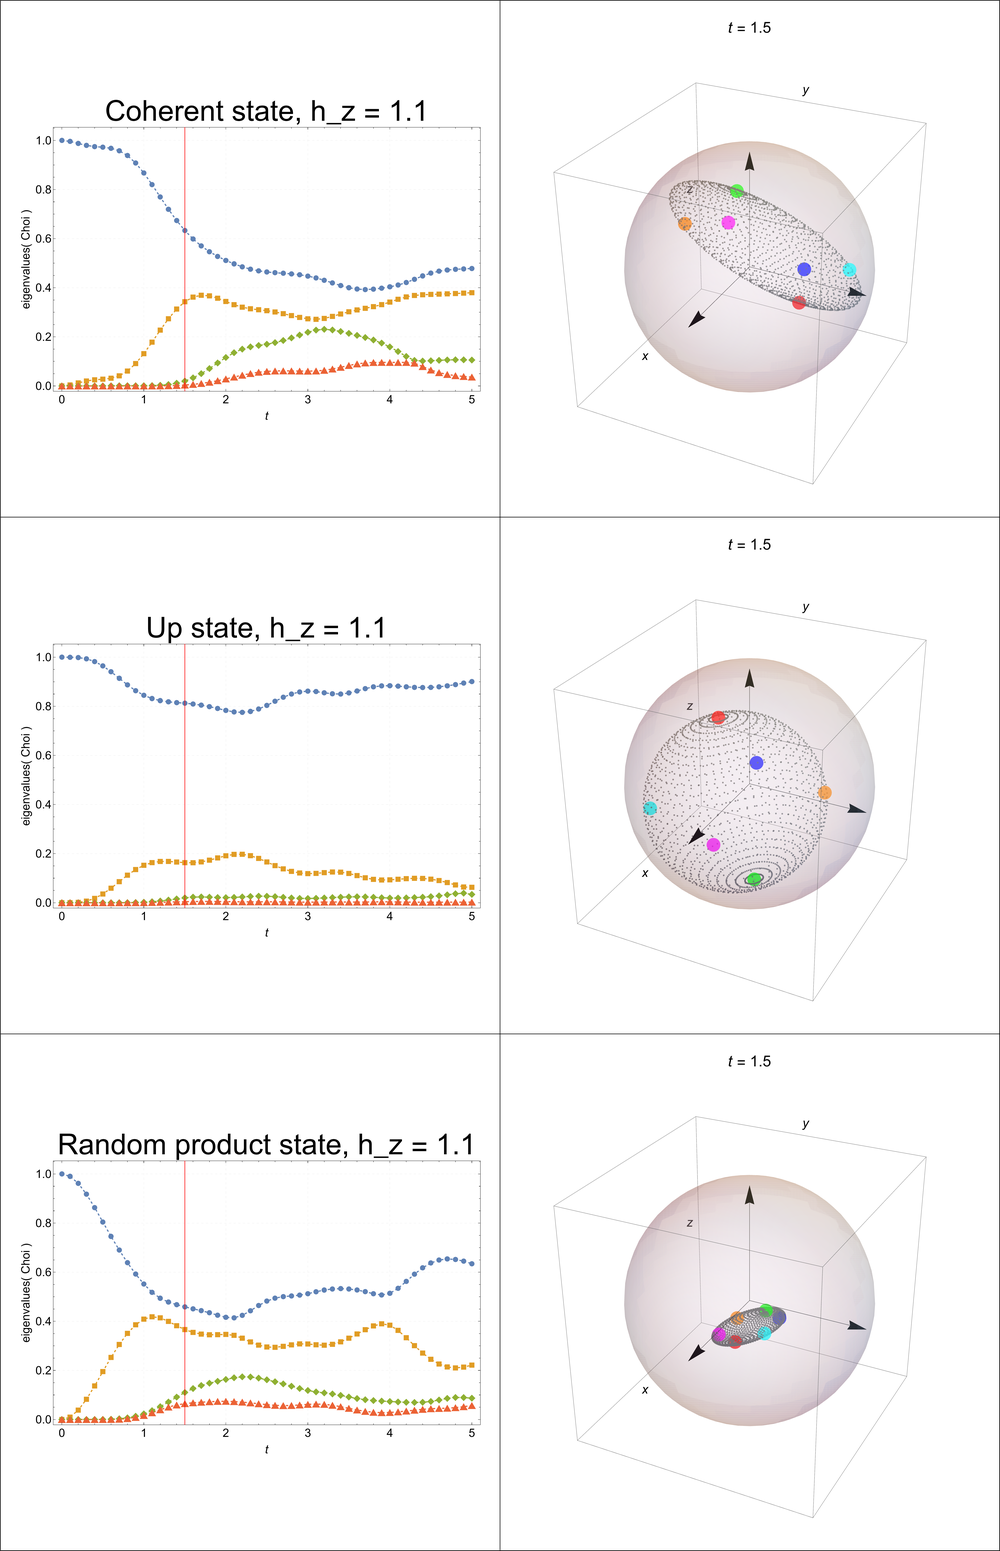 Coherent state, h_z = 1.1
eigenvalues( Choi )
1.0
0.8
0.6
0.4
0.2
0.0
0 1 2 3 4 5
t
t = 1.5
y
z
x
Up state, h_z = 1.1
eigenvalues( Choi )
1.0
0.8
0.6
0.4
0.2
0.0
0 1 2 3 4 5
t
t = 1.5
y
z
x
Random product state, h_z = 1.1
eigenvalues( Choi )
1.0
0.8
0.6
0.4
0.2
0.0
0 1 2 3 4 5
t
t = 1.5
y
z
x